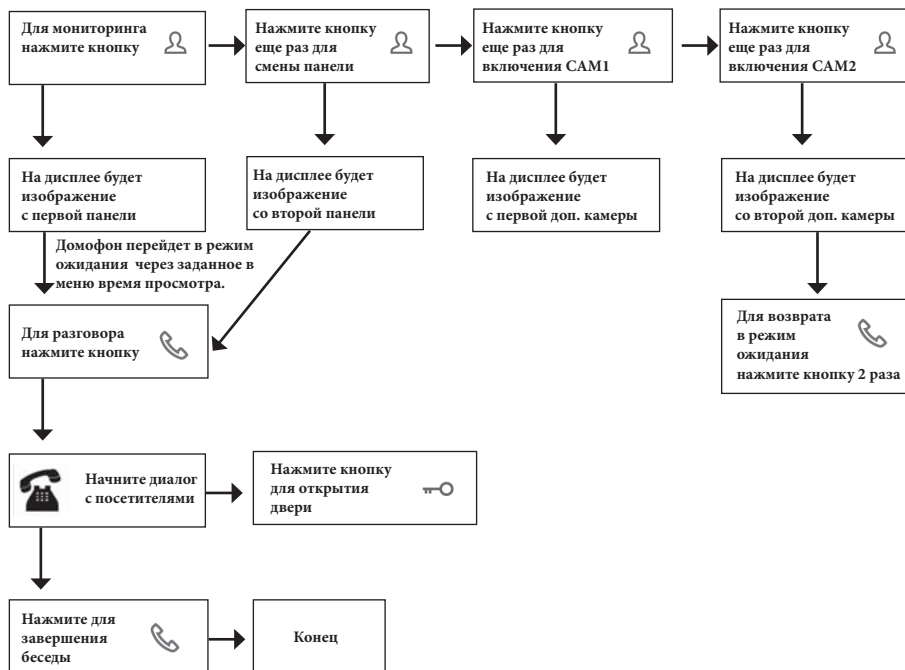 Для мониторинга
нажмите кнопку
Нажмите кнопку
еще раз для
смены панели
Нажмите кнопку
еще раз для
включения CAM1
Нажмите кнопку
еще раз для
включения CAM2
На дисплее будет
изображение
с первой панели
На дисплее будет
изображение
со второй панели
На дисплее будет
изображение
с первой доп. камеры
На дисплее будет
изображение
со второй доп. камеры
Домофон перейдет в режим
ожидания через заданное в
меню время просмотра.
Для разговора
нажмите кнопку
Для возврата
в режим
ожидания
нажмите кнопку 2 раза
Начните диалог
с посетителями
Нажмите кнопку
для открытия
двери
Нажмите для
завершения
беседы
Конец